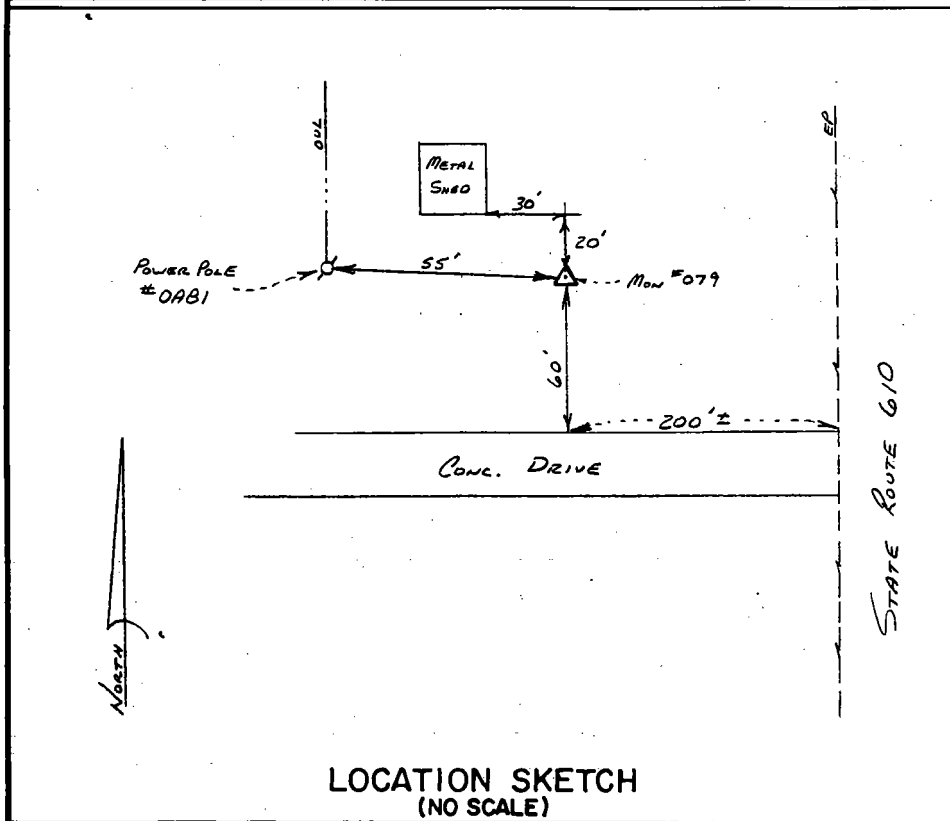 OUL
EP
METAL
SHED
30'
20'
POWER POLE
#0AB1
55'
MON #079
60'
200'±
CONC. DRIVE
STATE ROUTE 610
NORTH
LOCATION SKETCH
(NO SCALE)